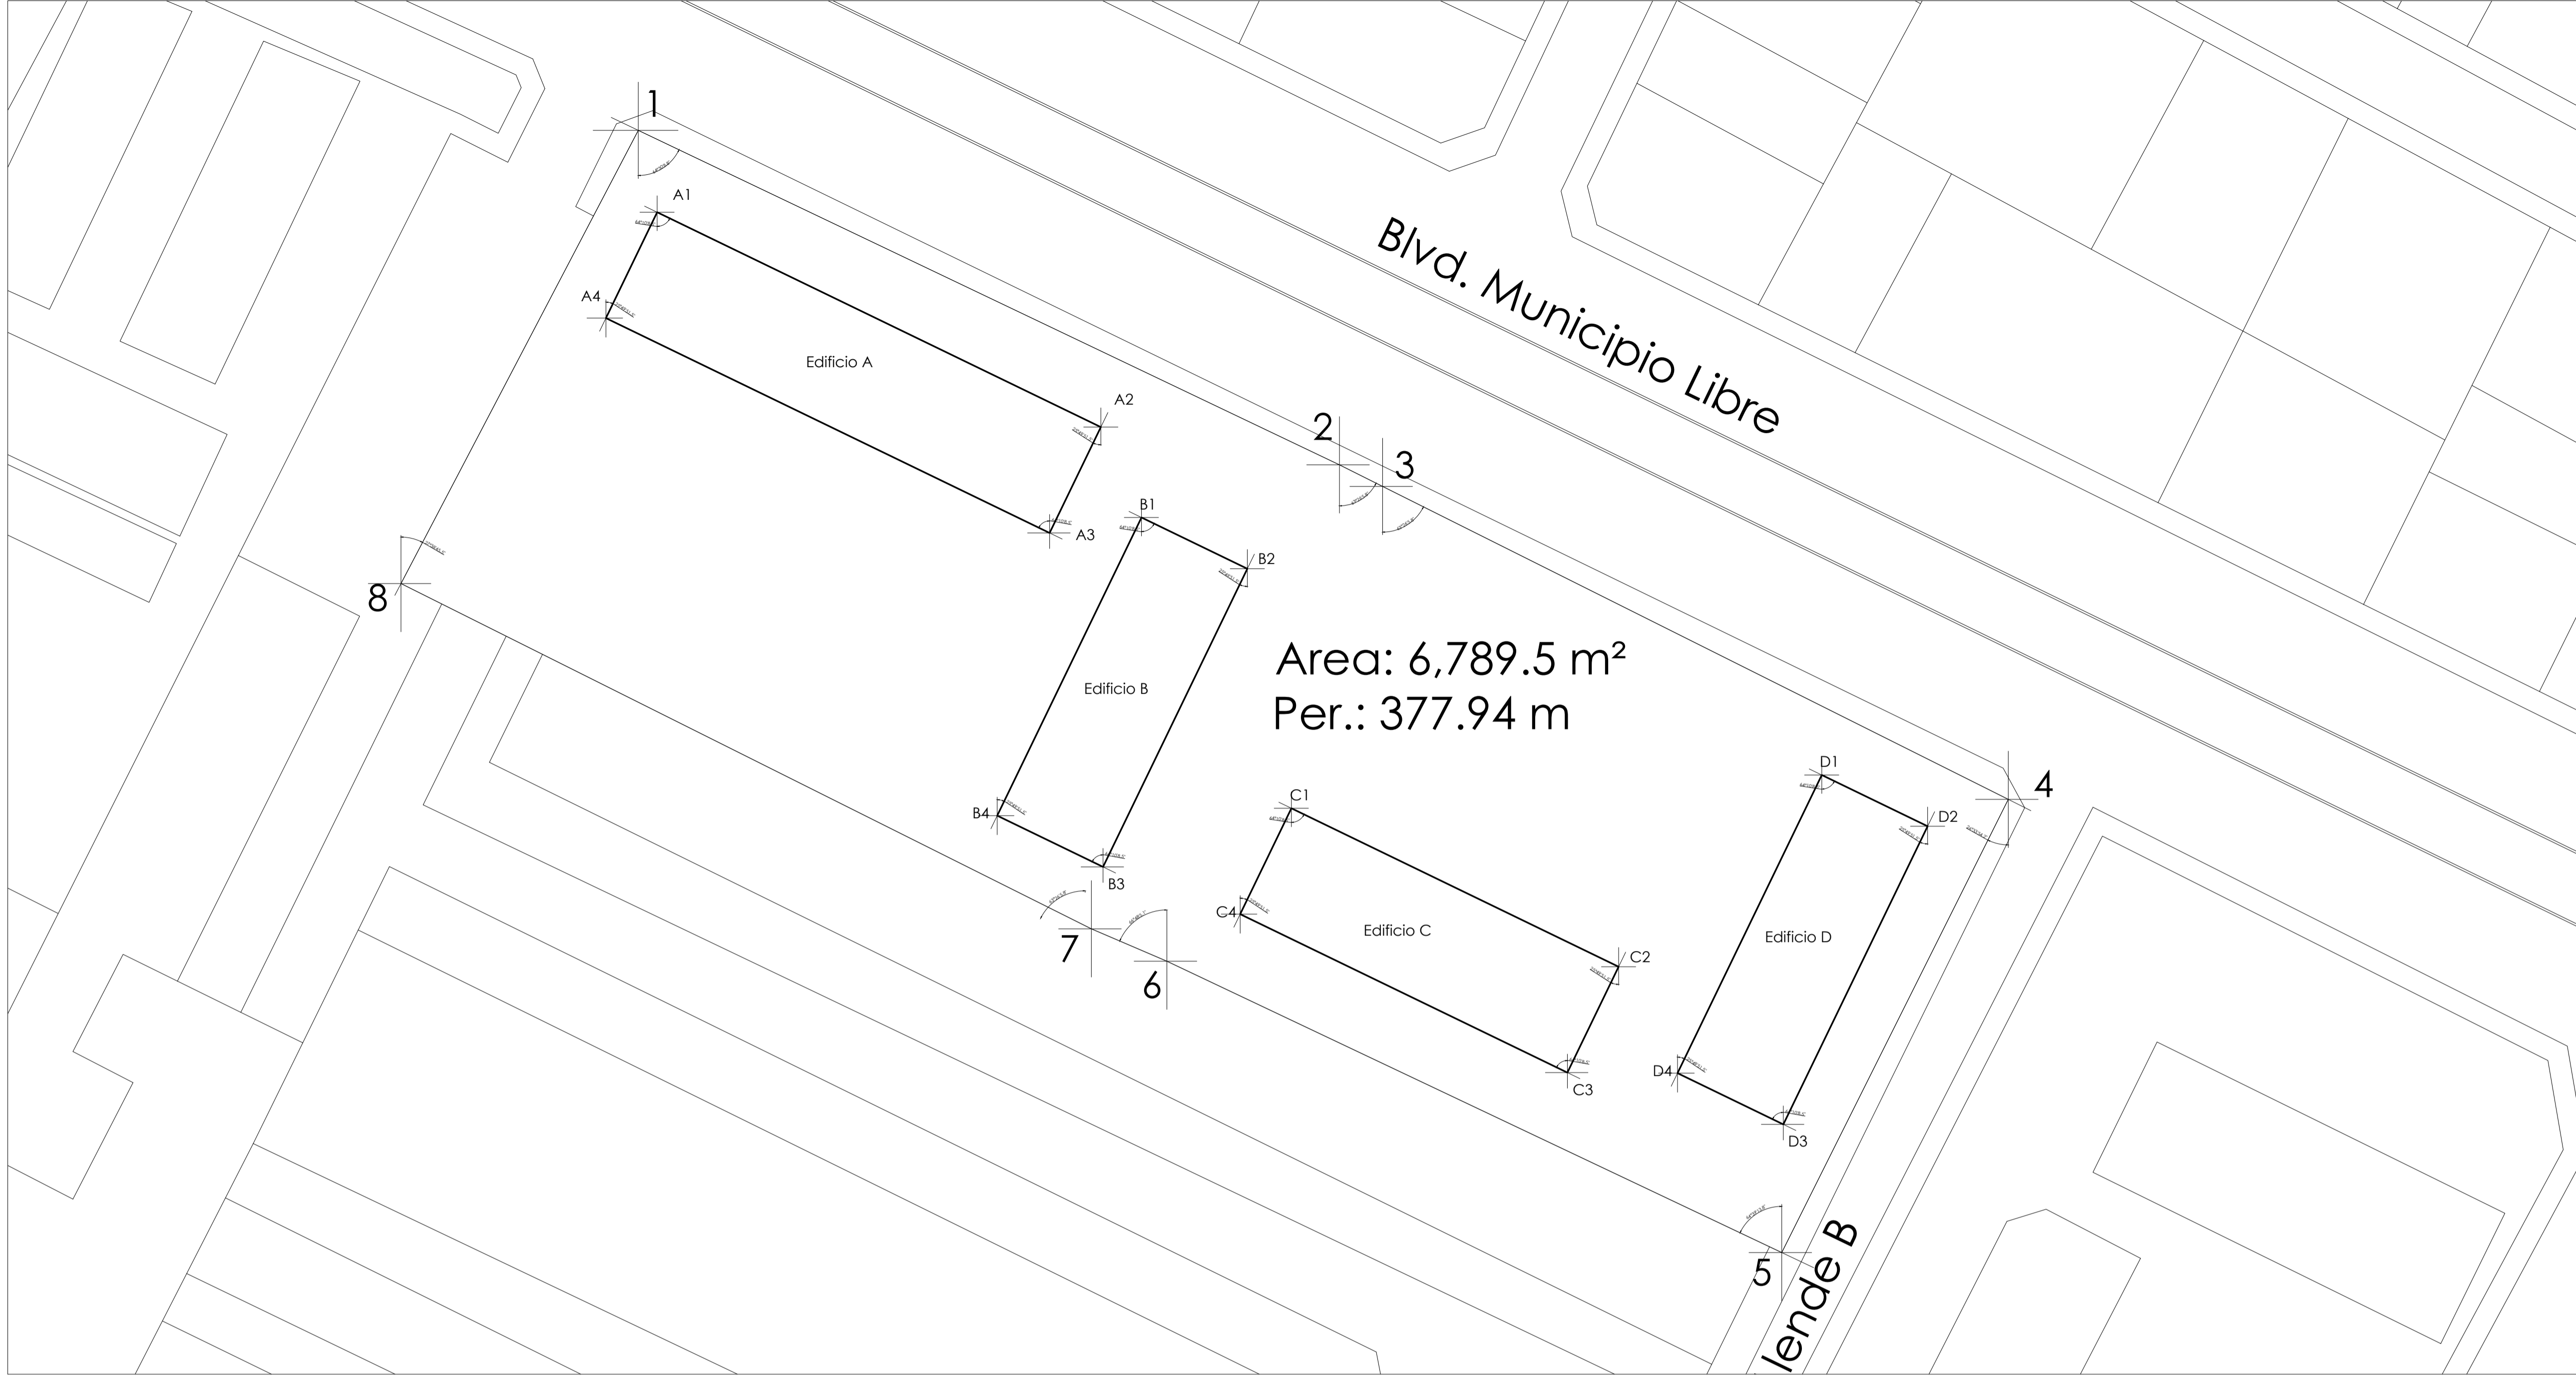 1
A1
A4
Blvd. Municipio Libre
Edificio A
A2
2
3
B1
A3
B2
8
Area: 6,789.5 m²
Per.: 377.94 m
Edificio B
D1
4
C1
B4
D2
B3
C4
Edificio C
Edificio D
7
C2
6
D4
C3
D3
5
lende B